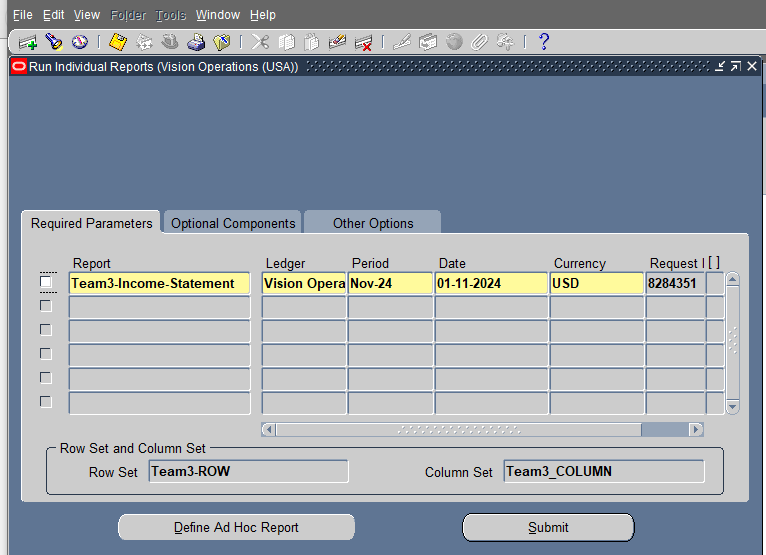 File Edit View Folder Tools Window Help
?
Run Individual Reports (Vision Operations (USA))
Required Parameters Optional Components Other Options
Report Ledger Period Date Currency Request I [ ]
Team3-Income-Statement Vision Opera Nov-24 01-11-2024 USD 8284351
Row Set and Column Set
Row Set Team3-ROW Column Set Team3_COLUMN
Define Ad Hoc Report Submit